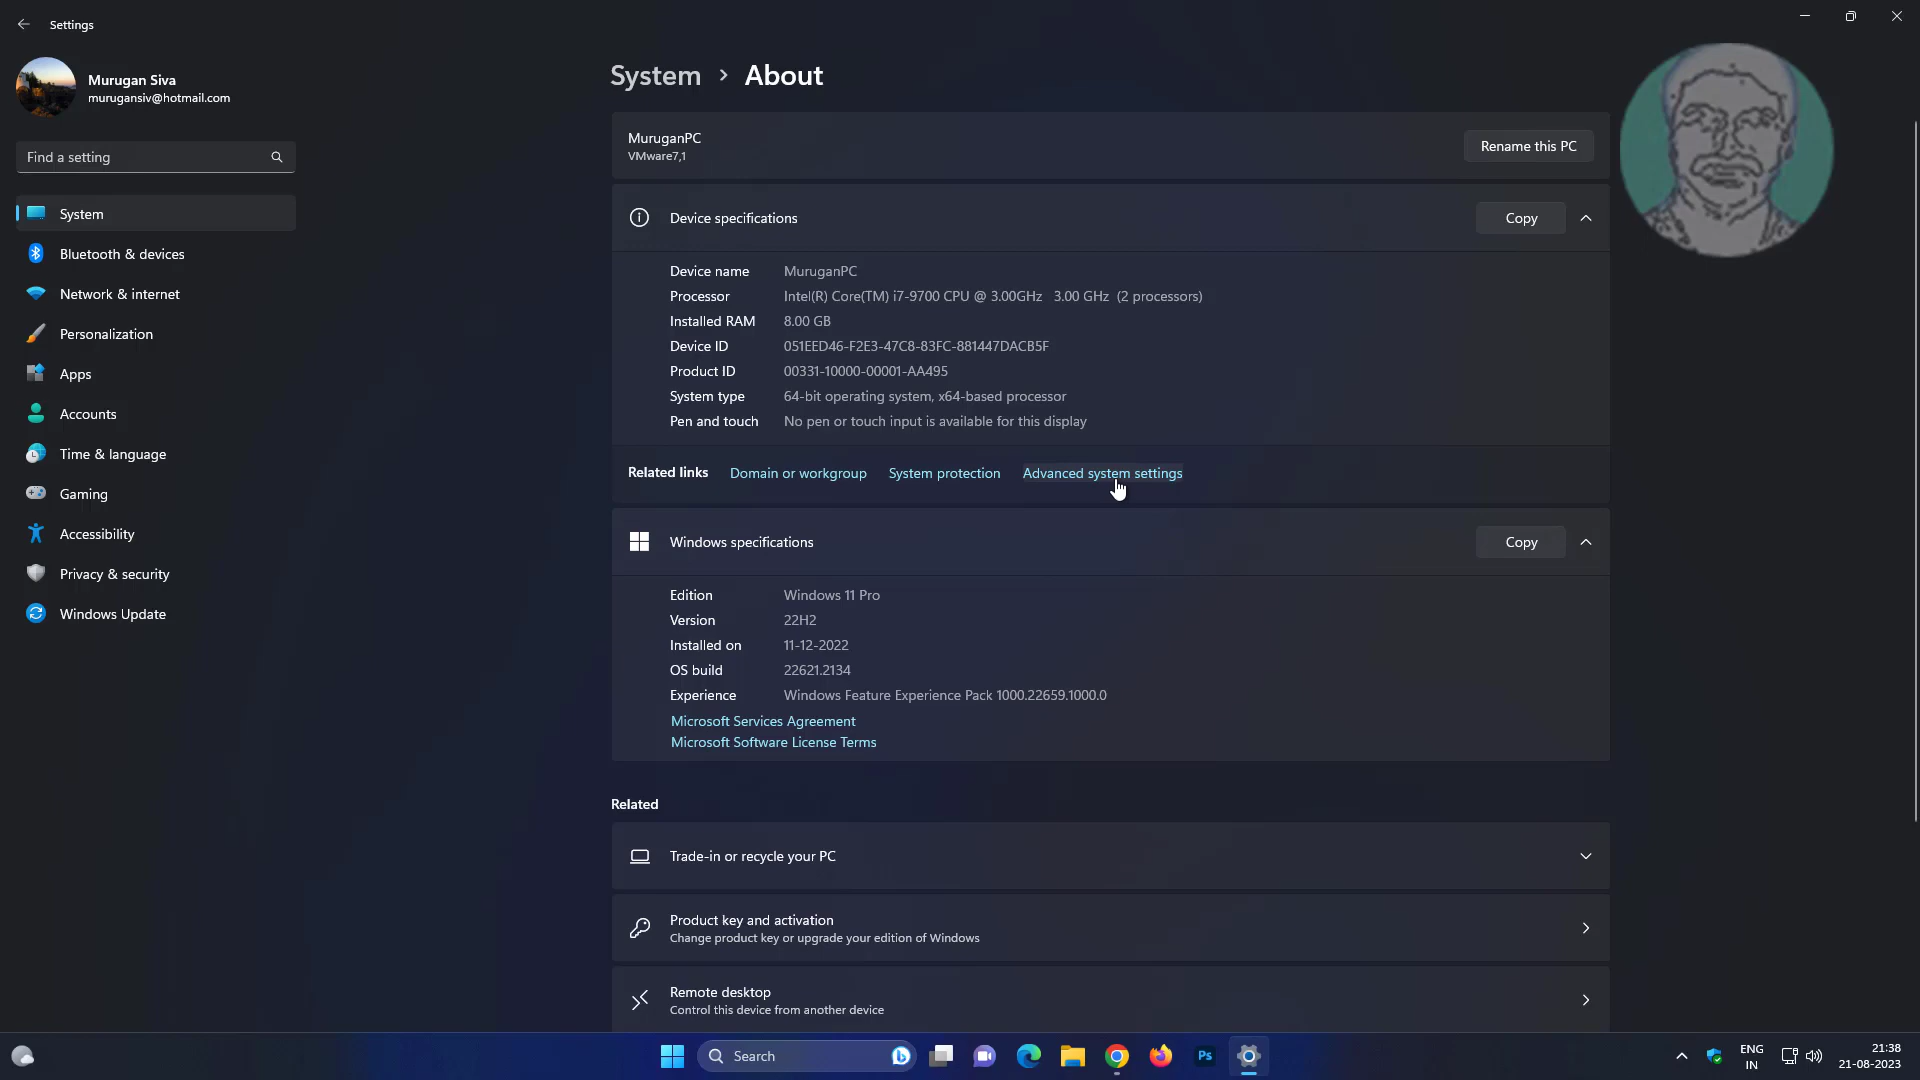 Settings
Murugan Siva
murugansiv@hotmail.com
Find a setting
System
Bluetooth & devices
Network & internet
Personalization
Apps
Accounts
Time & language
Gaming
Accessibility
Privacy & security
Windows Update
System > About
MuruganPC
VMware7,1
Rename this PC
Device specifications
Copy
Device name MuruganPC
Processor Intel(R) Core(TM) i7-9700 CPU @ 3.00GHz 3.00 GHz (2 processors)
Installed RAM 8.00 GB
Device ID 051EED46-F2E3-47C8-83FC-881447DACB5F
Product ID 00331-10000-00001-AA495
System type 64-bit operating system, x64-based processor
Pen and touch No pen or touch input is available for this display
Related links Domain or workgroup System protection Advanced system settings
Windows specifications
Copy
Edition Windows 11 Pro
Version 22H2
Installed on 11-12-2022
OS build 22621.2134
Experience Windows Feature Experience Pack 1000.22659.1000.0
Microsoft Services Agreement
Microsoft Software License Terms
Related
Trade-in or recycle your PC
Product key and activation
Change product key or upgrade your edition of Windows
Remote desktop
Control this device from another device
Search
Ps
ENG
IN
21:38
21-08-2023